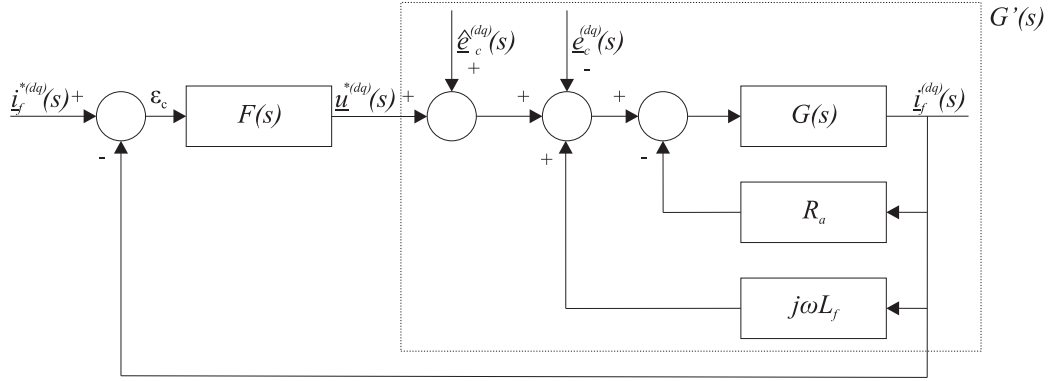 G’(s)
ê_c^(dq)(s)
e_c^(dq)(s)
+
-
i_f^*(dq)(s) +
ε_c
F(s)
u^*(dq)(s)
+
+
+
G(s)
i_f^(dq)(s)
-
+
-
R_a
jωL_f